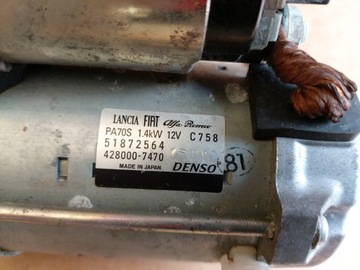 LANCIA FIAT Alfa Romeo
PA70S 1.4kW 12V C758
51872564
428000-7470
MADE IN JAPAN DENSO
81